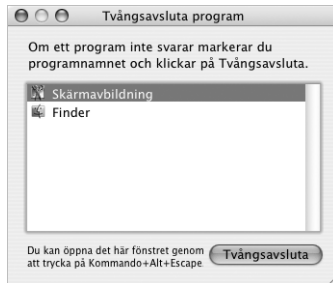 Tvångsavsluta program
Om ett program inte svarar markerar du
programnamnet och klickar på Tvångsavsluta.
Skärmavbildning
Finder
Du kan öppna det här fönstret genom
att trycka på Kommando+Alt+Escape.
Tvångsavsluta